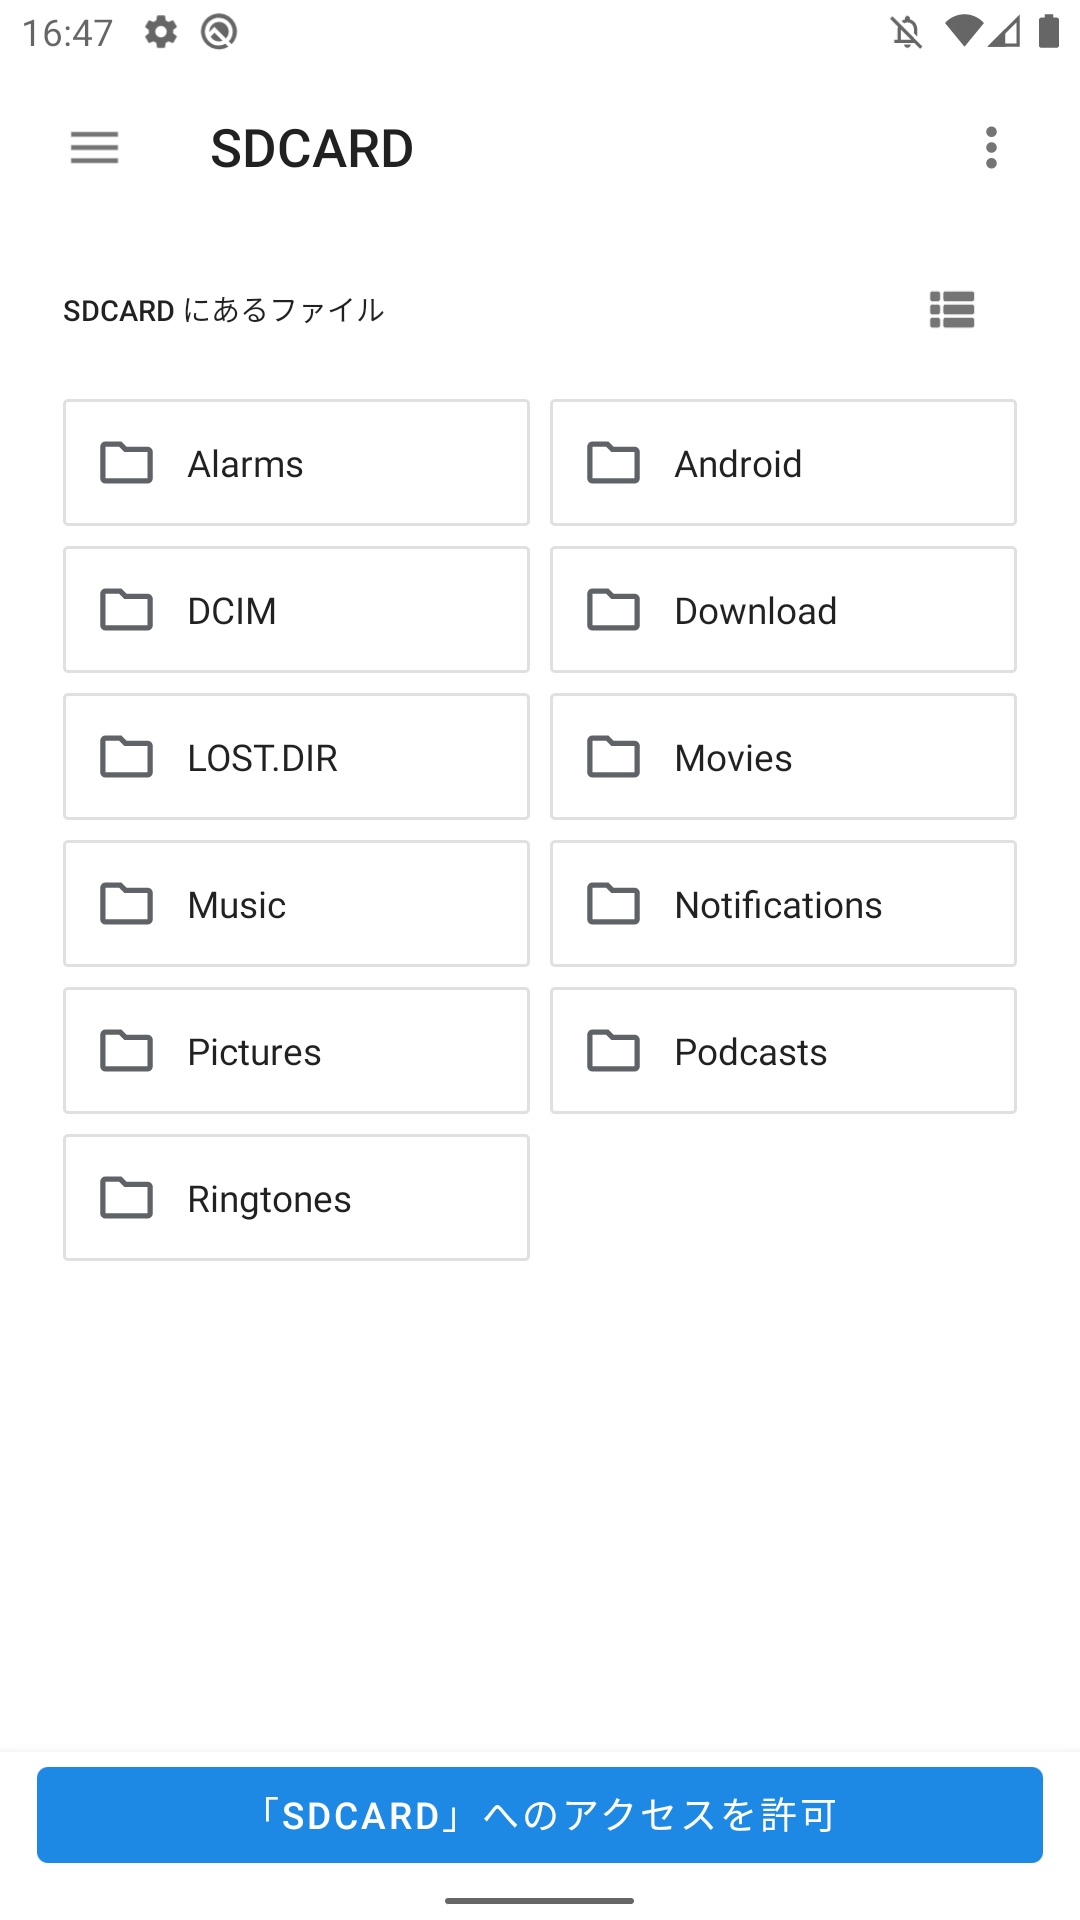 16:47
SDCARD
SDCARD にあるファイル
Alarms
Android
DCIM
Download
LOST.DIR
Movies
Music
Notifications
Pictures
Podcasts
Ringtones
「SDCARD」へのアクセスを許可